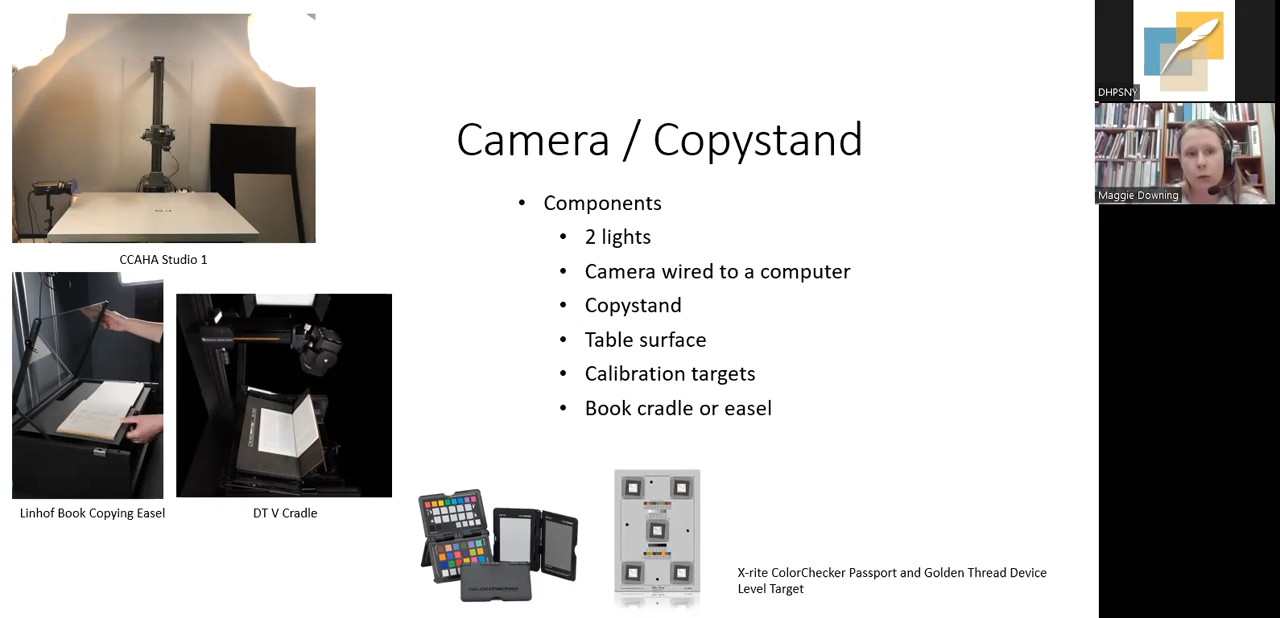 CCAHA Studio 1
Linhof Book Copying Easel
DT V Cradle
Camera / Copystand
• Components
• 2 lights
• Camera wired to a computer
• Copystand
• Table surface
• Calibration targets
• Book cradle or easel
colorchecker
X-rite ColorChecker Passport and Golden Thread Device
Level Target
DHPSNY
Maggie Downing